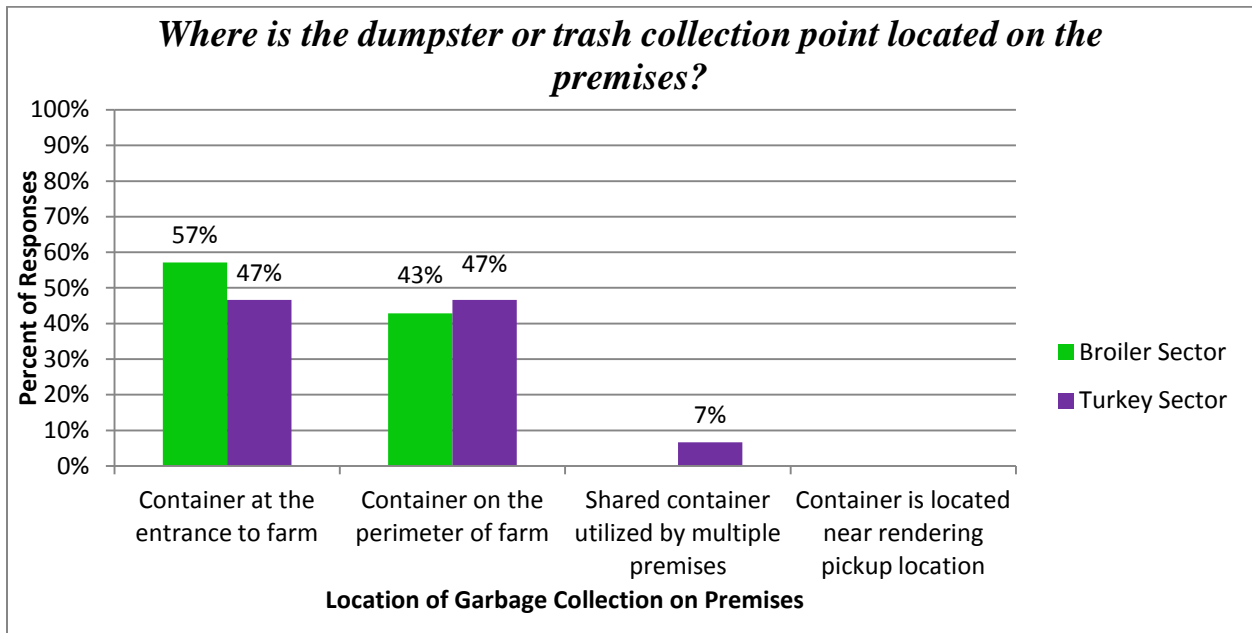 Where is the dumpster or trash collection point located on the
premises?
100%
90%
80%
70%
60%
50%
40%
30%
20%
10%
0%
Percent of Responses
57%
47%
43%
47%
7%
Container at the
entrance to farm
Container on the
perimeter of farm
Shared container
utilized by multiple
premises
Container is located
near rendering
pickup location
Location of Garbage Collection on Premises
Broiler Sector
Turkey Sector